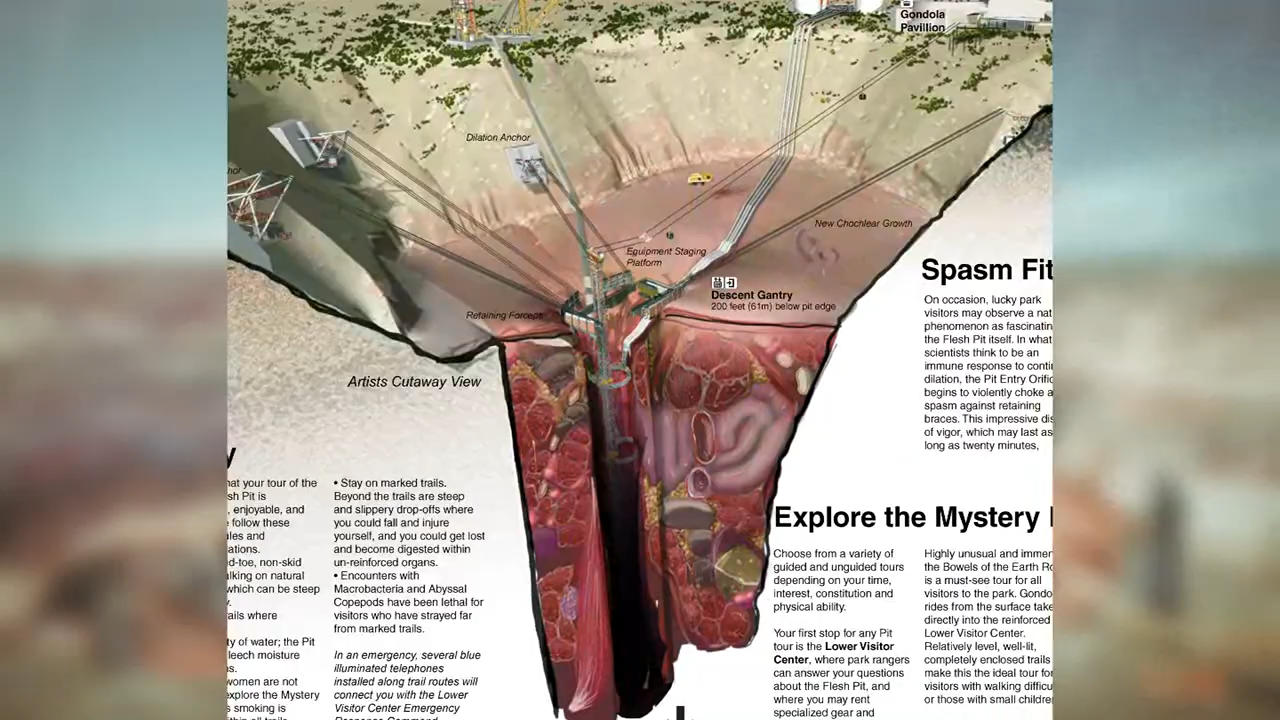 Gondola
Pavillion
Dilation Anchor
New Chochlear Growth
Equipment Staging
Platform
Descent Gantry
200 feet (61m) below pit edge
Retaining Forceps
Artists Cutaway View
Spasm Fit
On occasion, lucky park
visitors may observe a nat
phenomenon as fascinatin
the Flesh Pit itself. In what
scientists think to be an
immune response to conti
dilation, the Pit Entry Orific
begins to violently choke a
spasm against retaining
braces. This impressive dis
of vigor, which may last as
long as twenty minutes,
y
hat your tour of the
sh Pit is
, enjoyable, and
e follow these
ules and
ations.
ed-toe, non-skid
alking on natural
which can be steep
y.
rails where
ty of water; the Pit
leech moisture
s.
women are not
explore the Mystery
s smoking is
• Stay on marked trails.
Beyond the trails are steep
and slippery drop-offs where
you could fall and injure
yourself, and you could get lost
and become digested within
un-reinforced organs.
• Encounters with
Macrobacteria and Abyssal
Copepods have been lethal for
visitors who have strayed far
from marked trails.
In an emergency, several blue
illuminated telephones
installed along trail routes will
connect you with the Lower
Visitor Center Emergency
Response Command
Explore the Mystery
Choose from a variety of
guided and unguided tours
depending on your time,
interest, constitution and
physical ability.
Your first stop for any Pit
tour is the Lower Visitor
Center, where park rangers
can answer your questions
about the Flesh Pit, and
where you may rent
specialized gear and
Highly unusual and immer
the Bowels of the Earth Ro
is a must-see tour for all
visitors to the park. Gondo
rides from the surface take
directly into the reinforced
Lower Visitor Center.
Relatively level, well-lit,
completely enclosed trails
make this the ideal tour for
visitors with walking difficu
or those with small childre